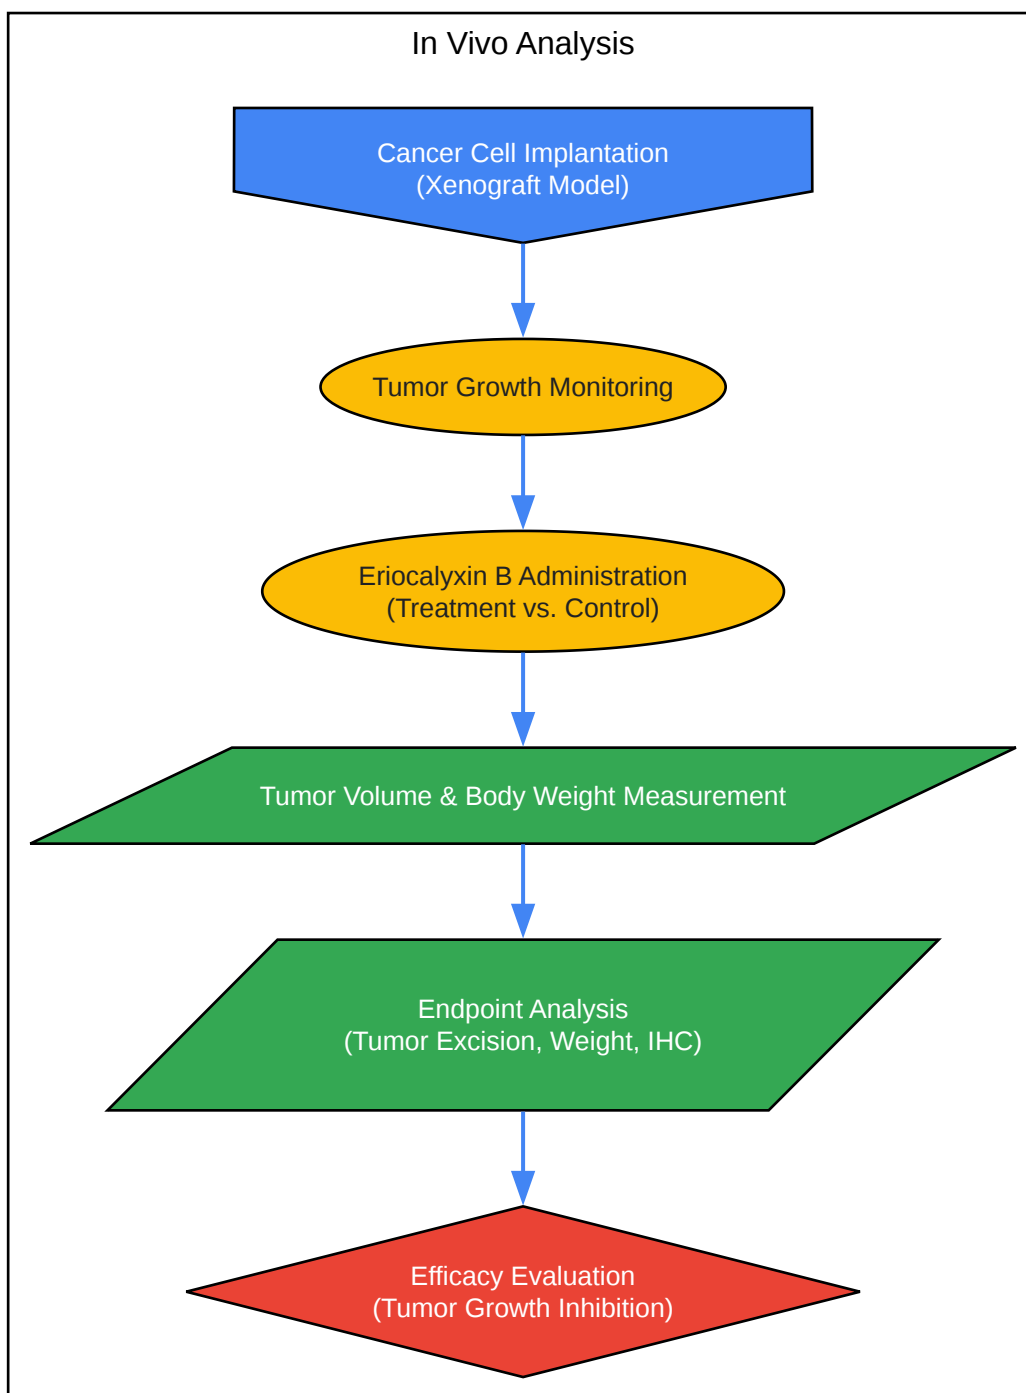 In Vivo Analysis
Cancer Cell Implantation
(Xenograft Model)
Tumor Growth Monitoring
Eriocalyxin B Administration
(Treatment vs. Control)
Tumor Volume & Body Weight Measurement
Endpoint Analysis
(Tumor Excision, Weight, IHC)
Efficacy Evaluation
(Tumor Growth Inhibition)